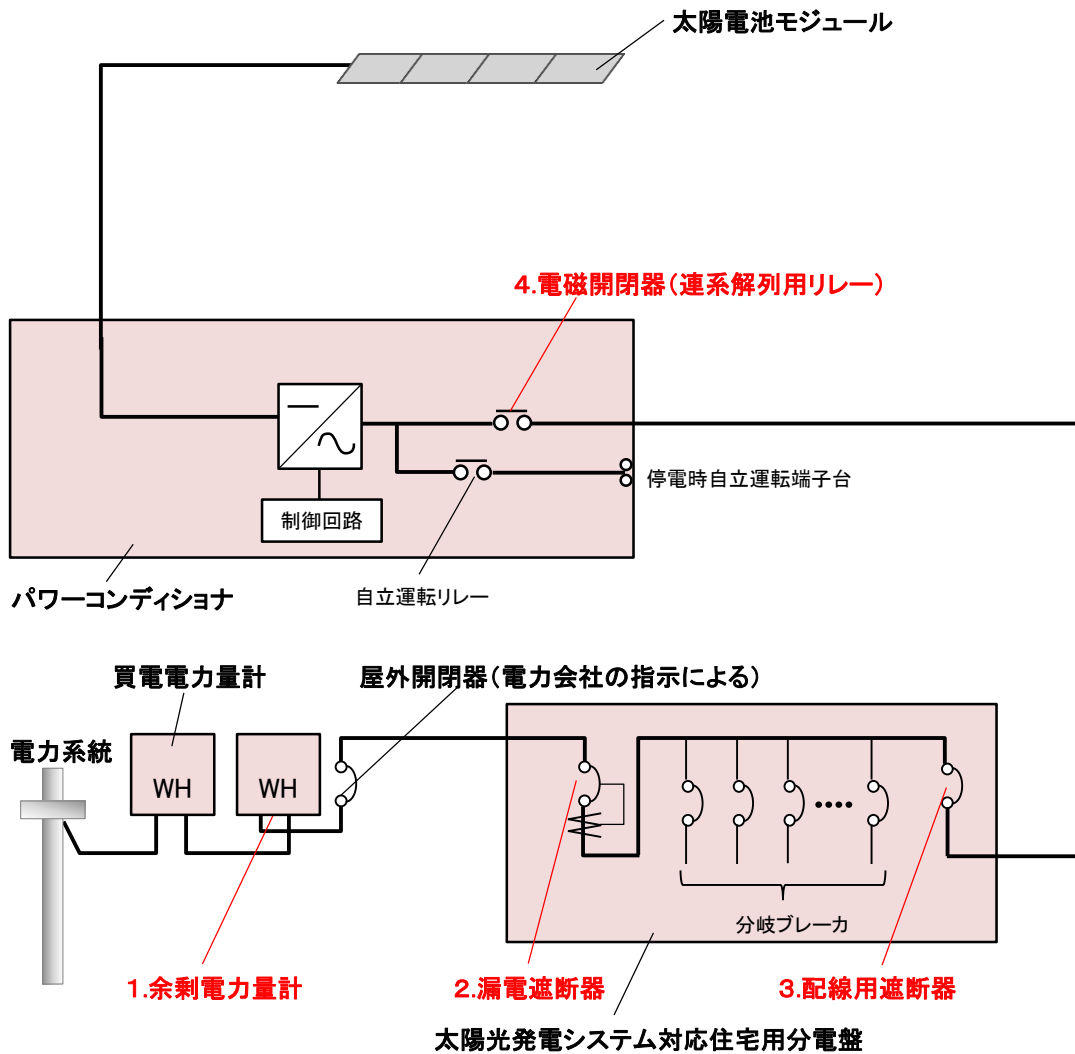 太陽電池モジュール
4.電磁開閉器(連系解列用リレー)
停電時自立運転端子台
制御回路
パワーコンディショナ
自立運転リレー
買電電力量計
屋外開閉器(電力会社の指示による)
電力系統
WH
WH
分岐ブレーカ
1.余剰電力量計
2.漏電遮断器
3.配線用遮断器
太陽光発電システム対応住宅用分電盤